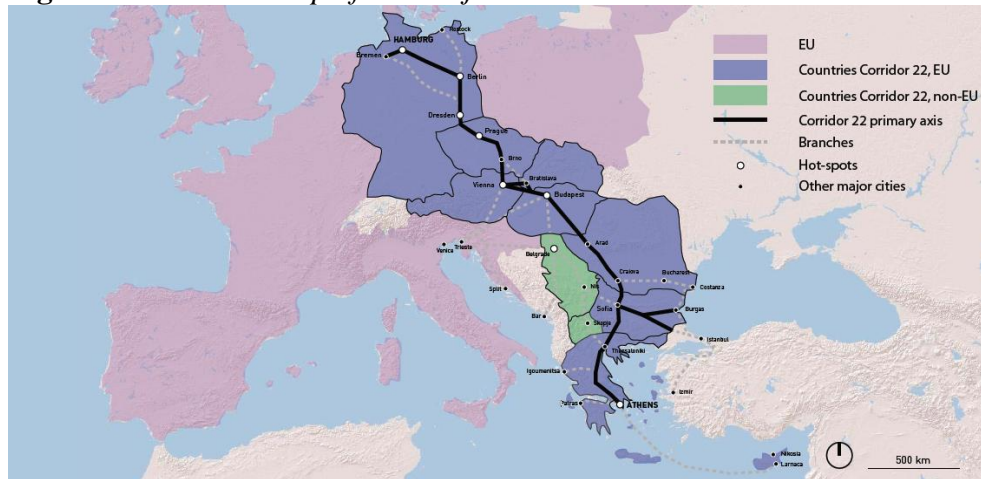 EU
Countries Corridor 22, EU
Countries Corridor 22, non-EU
Corridor 22 primary axis
Branches
Hot-spots
Other major cities
Rostock
HAMBURG
Bremen
Berlin
Dresden
Prague
Brno
Vienna
Bratislava
Budapest
Arad
Venice
Trieste
Belgrade
Craiova
Bucharest
Costanza
Split
Nis
Sofia
Burgas
Bar
Skopje
Istanbul
Thessaloniki
Igoumenitsa
Izmir
Patras
ATHENS
Nikosia
Larnaca
500 km